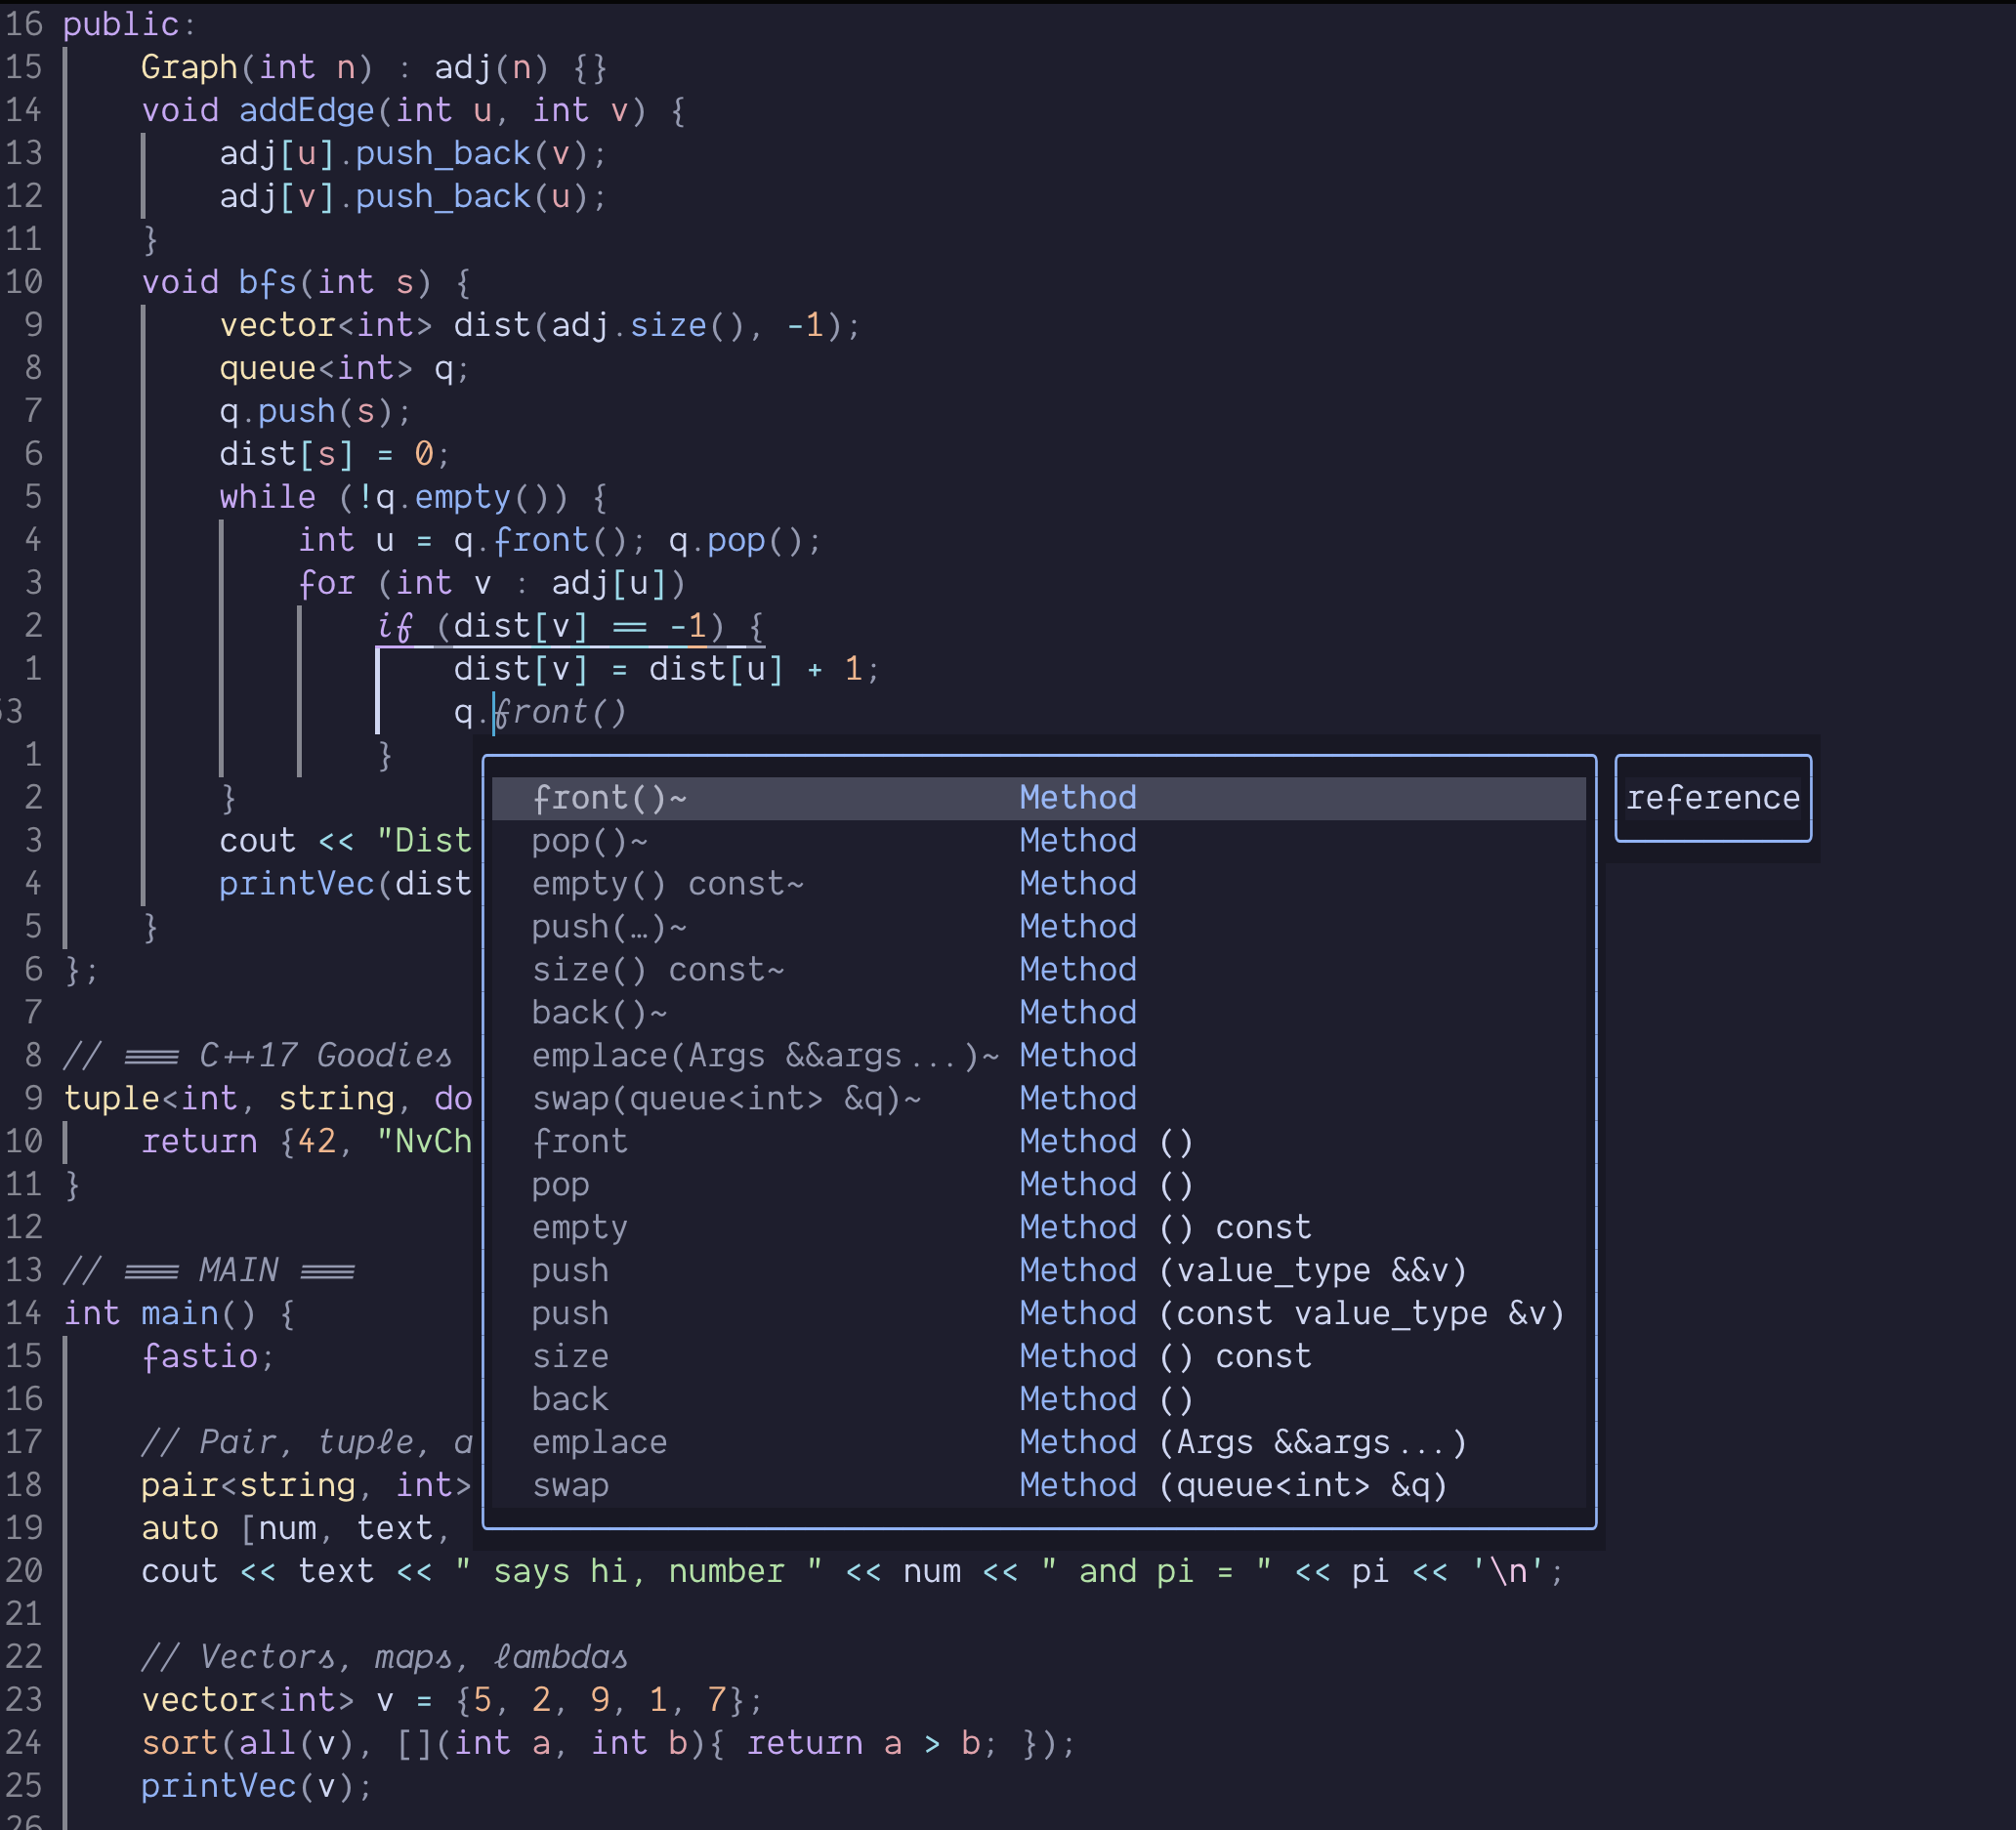 16 public:
15 Graph(int n) : adj(n) {}
14 void addEdge(int u, int v) {
13 adj[u].push_back(v);
12 adj[v].push_back(u);
11 }
10 void bfs(int s) {
9 vector<int> dist(adj.size(), -1);
8 queue<int> q;
7 q.push(s);
6 dist[s] = 0;
5 while (!q.empty()) {
4 int u = q.front(); q.pop();
3 for (int v : adj[u])
2 if (dist[v] == -1) {
1 dist[v] = dist[u] + 1;
53 q.front()
1 }
2 }
3 cout << "Dist
4 printVec(dist
5 }
6 };
7
8 // === C++17 Goodies
9 tuple<int, string, do
10 return {42, "NvCh
11 }
12
13 // === MAIN ===
14 int main() {
15 fastio;
16
17 // Pair, tuple, a
18 pair<string, int>
19 auto [num, text,
20 cout << text << " says hi, number " << num << " and pi = " << pi << '\n';
21
22 // Vectors, maps, lambdas
23 vector<int> v = {5, 2, 9, 1, 7};
24 sort(all(v), [](int a, int b){ return a > b; });
25 printVec(v);
26
front()~ Method
pop()~ Method
empty() const~ Method
push(…)~ Method
size() const~ Method
back()~ Method
emplace(Args &&args...)~ Method
swap(queue<int> &q)~ Method
front Method ()
pop Method ()
empty Method () const
push Method (value_type &&v)
push Method (const value_type &v)
size Method () const
back Method ()
emplace Method (Args &&args...)
swap Method (queue<int> &q)
reference